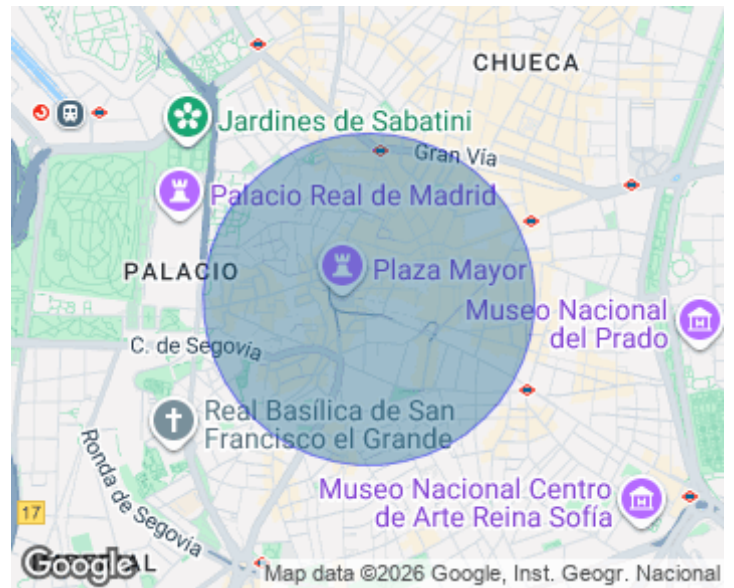 CHUECA
Jardines de Sabatini
Gran Vía
Palacio Real de Madrid
PALACIO
Plaza Mayor
Museo Nacional
del Prado
C. de Segovia
Real Basílica de San
Francisco el Grande
Ronda de Segovia
Museo Nacional Centro
de Arte Reina Sofía
17
Google
Map data ©2026 Google, Inst. Geogr. Nacional